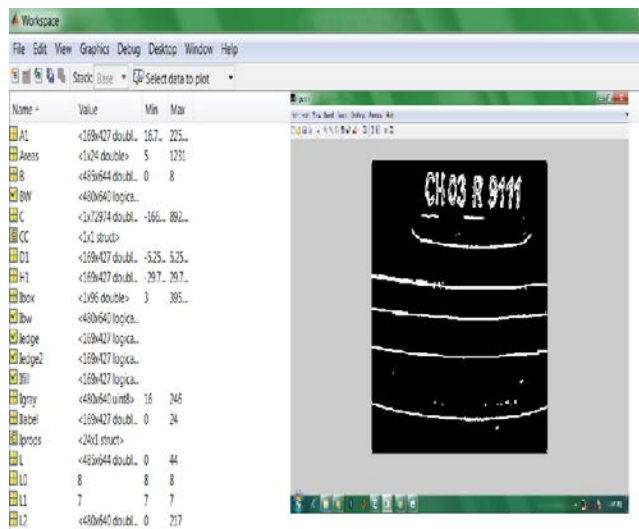 Workspace
File Edit View Graphics Debug Desktop Window Help
Stack: Base Select data to plot
Name Value Min Max
A1 <169x427 doubl... 16.7... 225...
Areas <1x24 double> 5 1231
B <485x644 doubl... 0 8
BW <480x640 logica...
C <1x72974 doubl... -166... 892...
CC <1x1 struct>
D1 <169x427 doubl... -5.25... 5.25...
H1 <169x427 doubl... -29.7... 29.7...
Ibox <1x96 double> 3 395...
Ibw <480x640 logica...
Iedge <169x427 logica...
Iedge2 <169x427 logica...
Ifill <169x427 logica...
Igray <480x640 uint8> 16 246
Ilabel <169x427 doubl... 0 24
Iprops <24x1 struct>
L <485x644 doubl... 0 44
L0 8 8 8
L1 7 7 7
L2 <480x640 doubl... 0 217
CH 03 R 9111